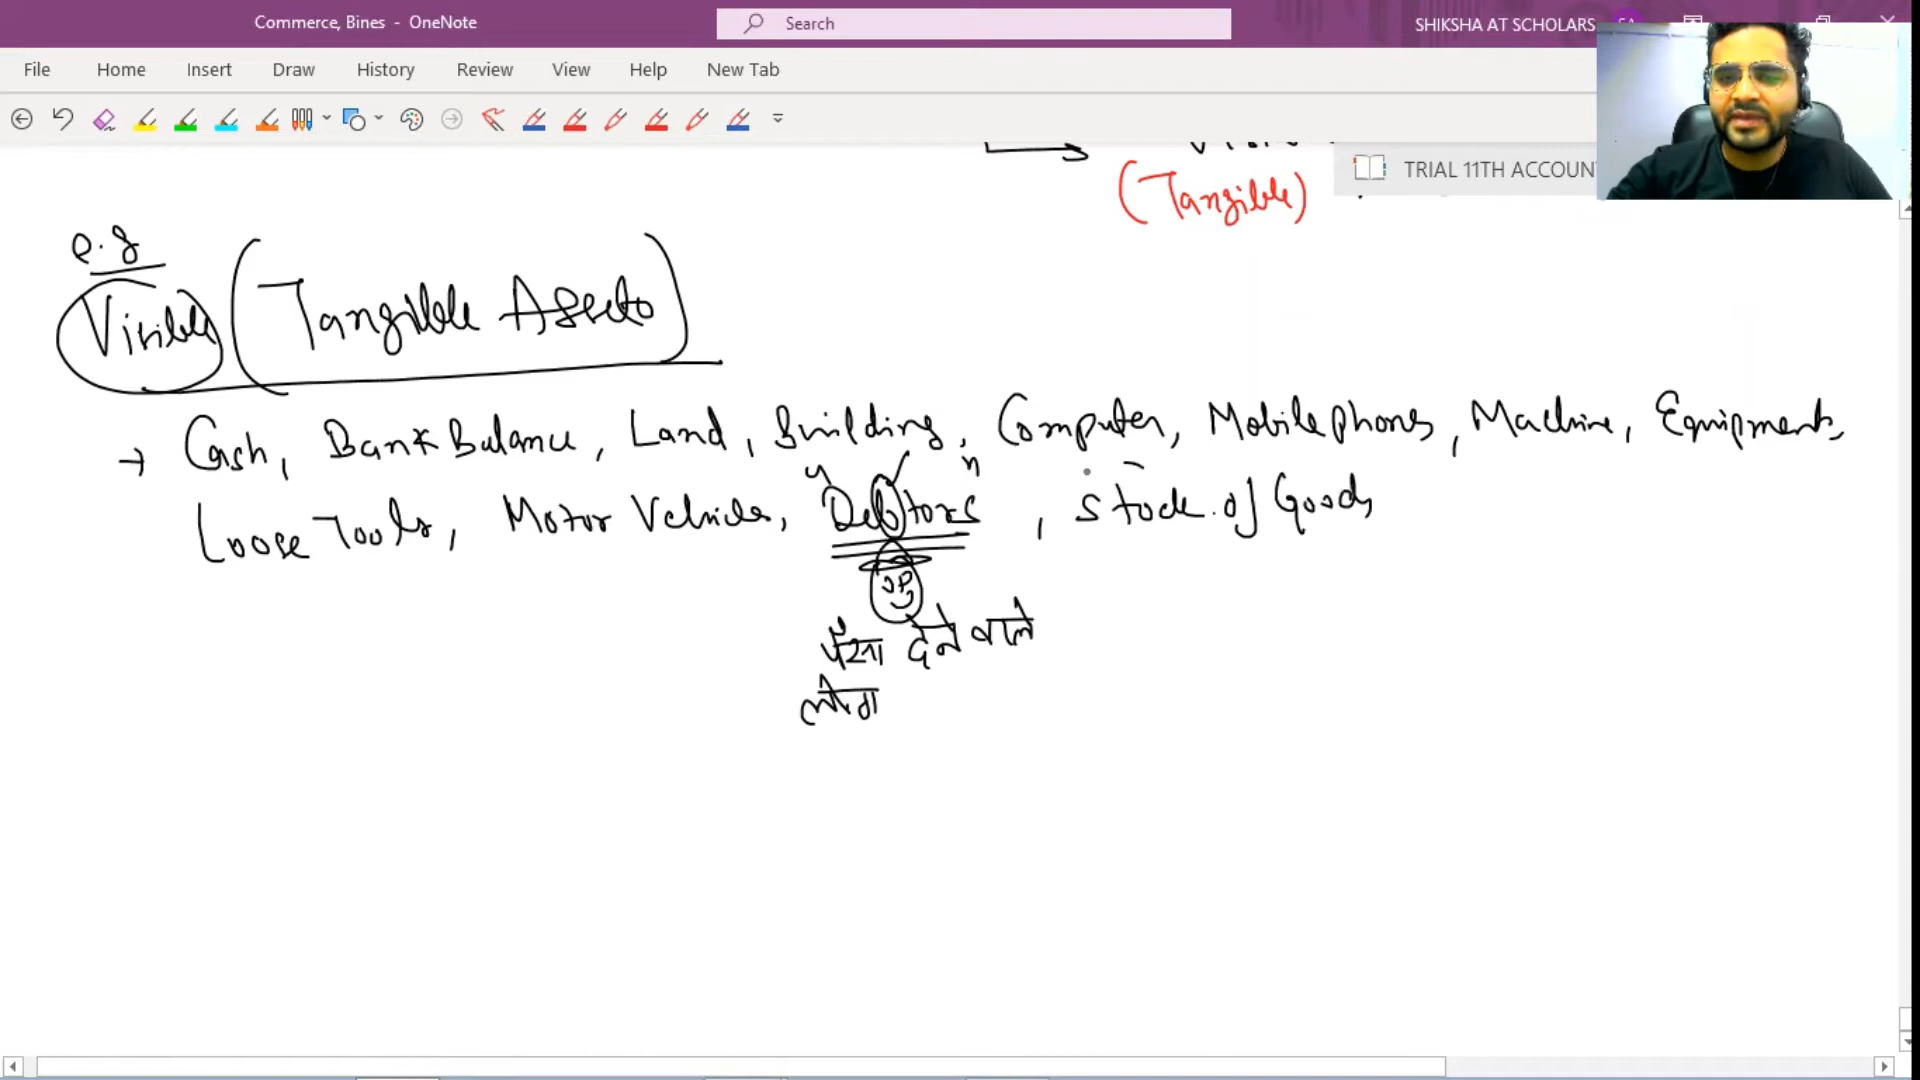 Commerce, Bines - OneNote
Search
SHIKSHA AT SCHOLARS
File Home Insert Draw History Review View Help New Tab
TRIAL 11TH ACCOUN
(Tangible)
e.g
Visible (Tangible Assets)
→ Cash, Bank Balance, Land, Building, Computer, Mobile phones, Machine, Equipments,
Loose Tools, Motor Vehicles, Debtors, Stock of Goods
पैसा देने वाले
लोग